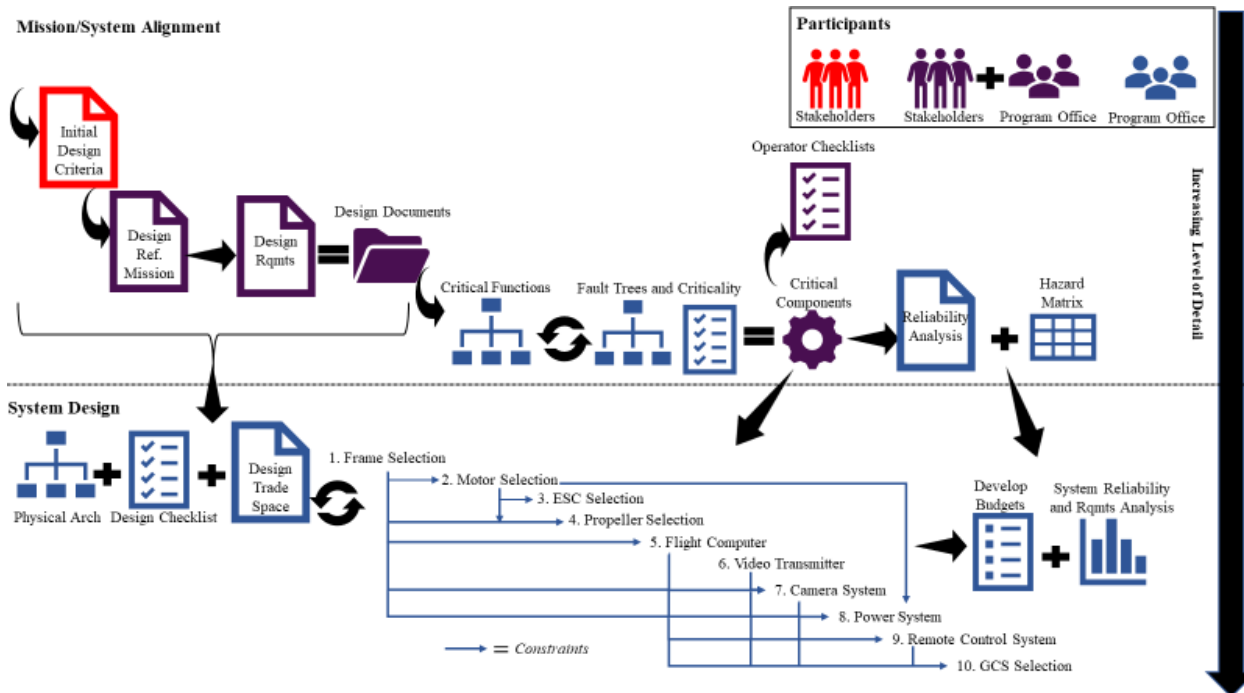 Mission/System Alignment
Participants
Stakeholders
Stakeholders
Program Office
Program Office
Initial
Design
Criteria
Operator Checklists
Design
Ref.
Mission
Design
Rqmts
Design Documents
Increasing Level of Detail
Critical Functions
Fault Trees and Criticality
Critical
Components
Reliability
Analysis
Hazard
Matrix
System Design
Physical Arch
Design Checklist
Design
Trade
Space
1. Frame Selection
2. Motor Selection
3. ESC Selection
4. Propeller Selection
5. Flight Computer
6. Video Transmitter
7. Camera System
8. Power System
9. Remote Control System
10. GCS Selection
= Constraints
Develop
Budgets
System Reliability
and Rqmts Analysis